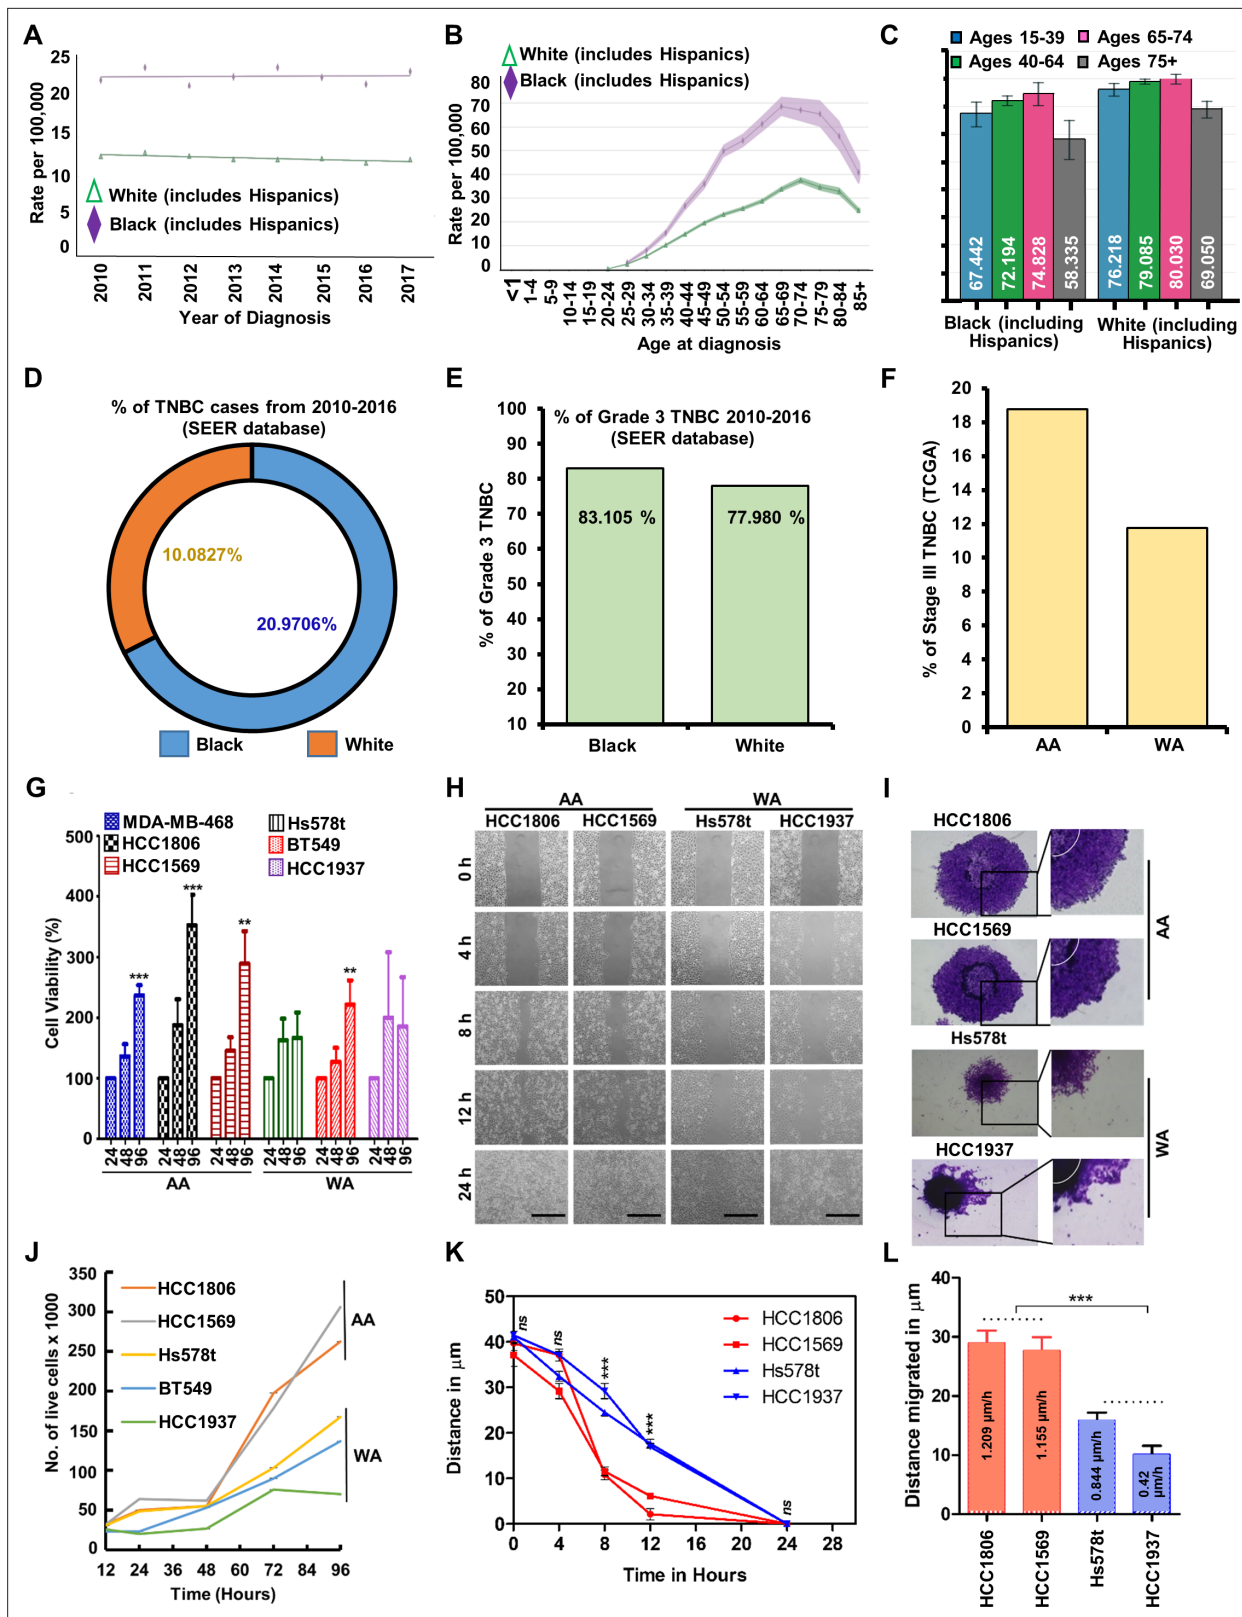 A
25
20
15
10
5
0
Rate per 100,000
White (includes Hispanics)
Black (includes Hispanics)
2010
2011
2012
2013
2014
2015
2016
2017
Year of Diagnosis
B
White (includes Hispanics)
Black (includes Hispanics)
80
70
60
50
40
30
20
10
0
Rate per 100,000
<1
1-4
5-9
10-14
15-19
20-24
25-29
30-34
35-39
40-44
45-49
50-54
55-59
60-64
65-69
70-74
75-79
80-84
85+
Age at diagnosis
C
Ages 15-39
Ages 65-74
Ages 40-64
Ages 75+
67.442
72.194
74.828
58.335
76.218
79.085
80.030
69.050
Black (including
Hispanics)
White (including
Hispanics)
D
% of TNBC cases from 2010-2016
(SEER database)
10.0827%
20.9706%
Black
White
E
% of Grade 3 TNBC 2010-2016
(SEER database)
100
90
80
70
60
50
40
30
20
10
% of Grade 3 TNBC
83.105 %
77.980 %
Black
White
F
20
18
16
14
12
10
8
6
4
2
0
% of Stage III TNBC (TCGA)
AA
WA
G
MDA-MB-468
HCC1806
HCC1569
Hs578t
BT549
HCC1937
500
400
300
200
100
0
Cell Viability (%)
***
***
**
**
24
48
96
24
48
96
24
48
96
24
48
96
24
48
96
24
48
96
AA
WA
H
AA
WA
HCC1806
HCC1569
Hs578t
HCC1937
0 h
4 h
8 h
12 h
24 h
I
HCC1806
HCC1569
AA
Hs578t
HCC1937
WA
J
350
300
250
200
150
100
50
0
No. of live cells x 1000
HCC1806
HCC1569
Hs578t
BT549
HCC1937
AA
WA
12
24
36
48
60
72
84
96
Time (Hours)
K
50
40
30
20
10
0
Distance in μm
ns
ns
***
***
ns
HCC1806
HCC1569
Hs578t
HCC1937
0
4
8
12
16
20
24
28
Time in Hours
L
40
30
20
10
0
Distance migrated in μm
***
1.209 μm/h
1.155 μm/h
0.844 μm/h
0.42
μm/h
HCC1806
HCC1569
Hs578t
HCC1937